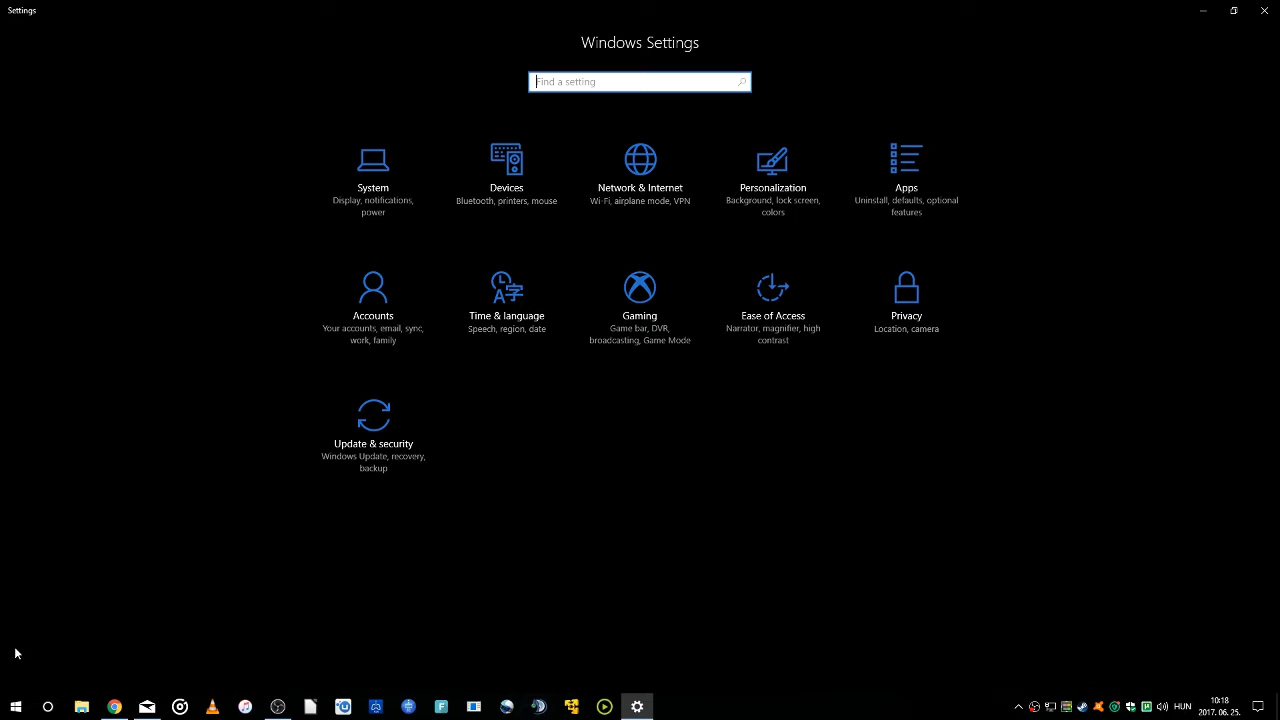 Settings
Windows Settings
Find a setting
System
Display, notifications,
power
Devices
Bluetooth, printers, mouse
Network & Internet
Wi-Fi, airplane mode, VPN
Personalization
Background, lock screen,
colors
Apps
Uninstall, defaults, optional
features
Accounts
Your accounts, email, sync,
work, family
Time & language
Speech, region, date
Gaming
Game bar, DVR,
broadcasting, Game Mode
Ease of Access
Narrator, magnifier, high
contrast
Privacy
Location, camera
Update & security
Windows Update, recovery,
backup
HUN
10:18
2017. 06. 25.